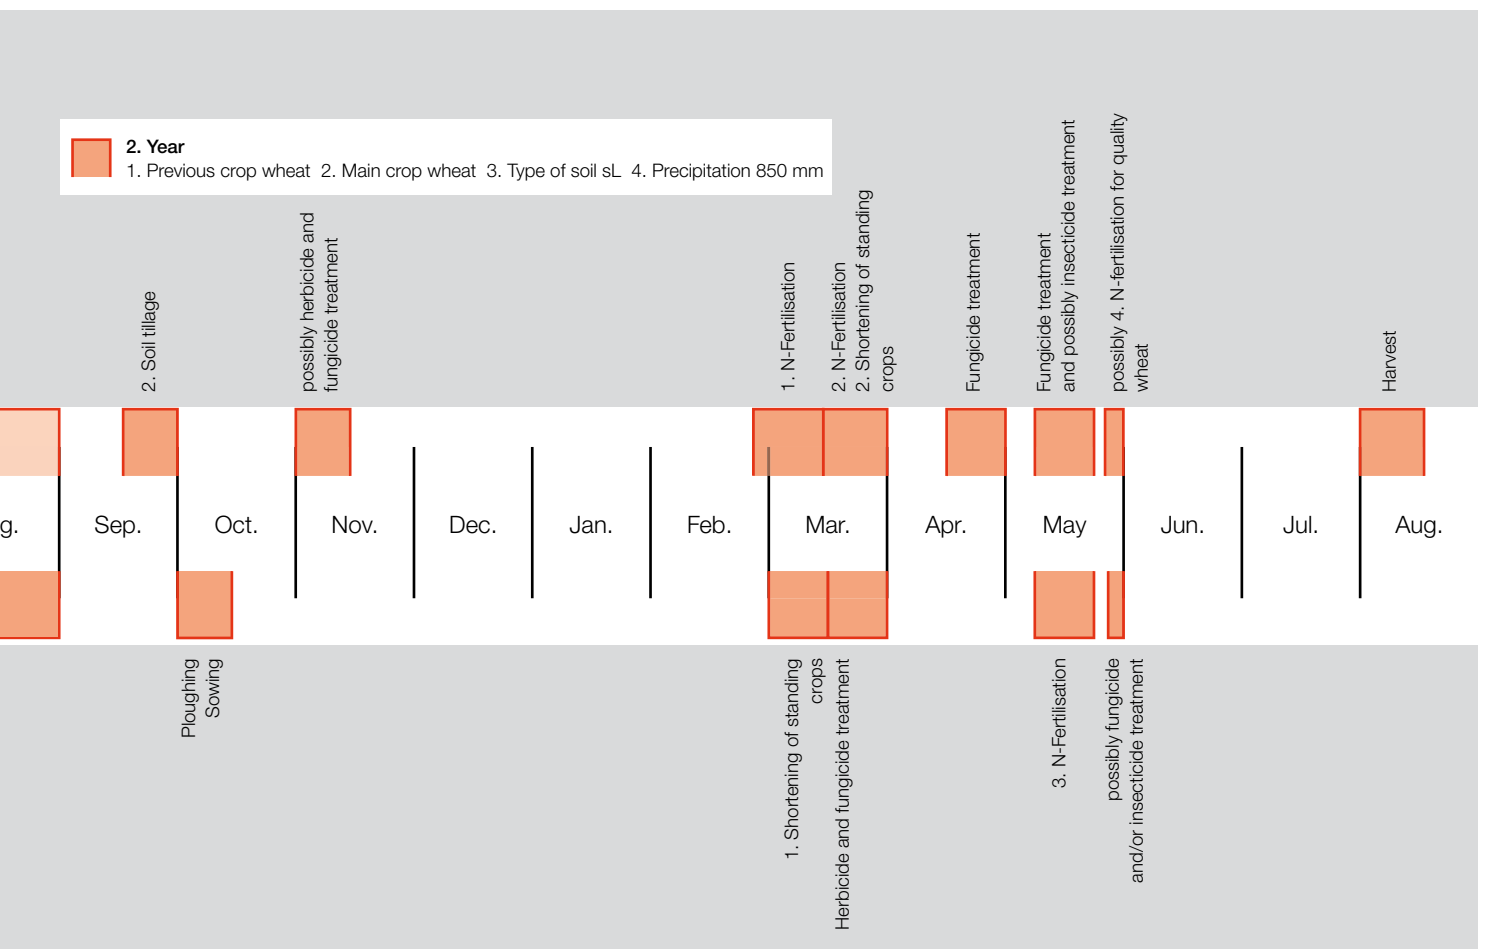 2. Year
1. Previous crop wheat 2. Main crop wheat 3. Type of soil sL 4. Precipitation 850 mm
2. Soil tillage
possibly herbicide and
fungicide treatment
1. N-Fertilisation
2. N-Fertilisation
2. Shortening of standing
crops
Fungicide treatment
Fungicide treatment
and possibly insecticide treatment
possibly 4. N-fertilisation for quality
wheat
Harvest
g.
Sep.
Oct.
Nov.
Dec.
Jan.
Feb.
Mar.
Apr.
May
Jun.
Jul.
Aug.
Ploughing
Sowing
1. Shortening of standing
crops
Herbicide and fungicide treatment
3. N-Fertilisation
possibly fungicide
and/or insecticide treatment